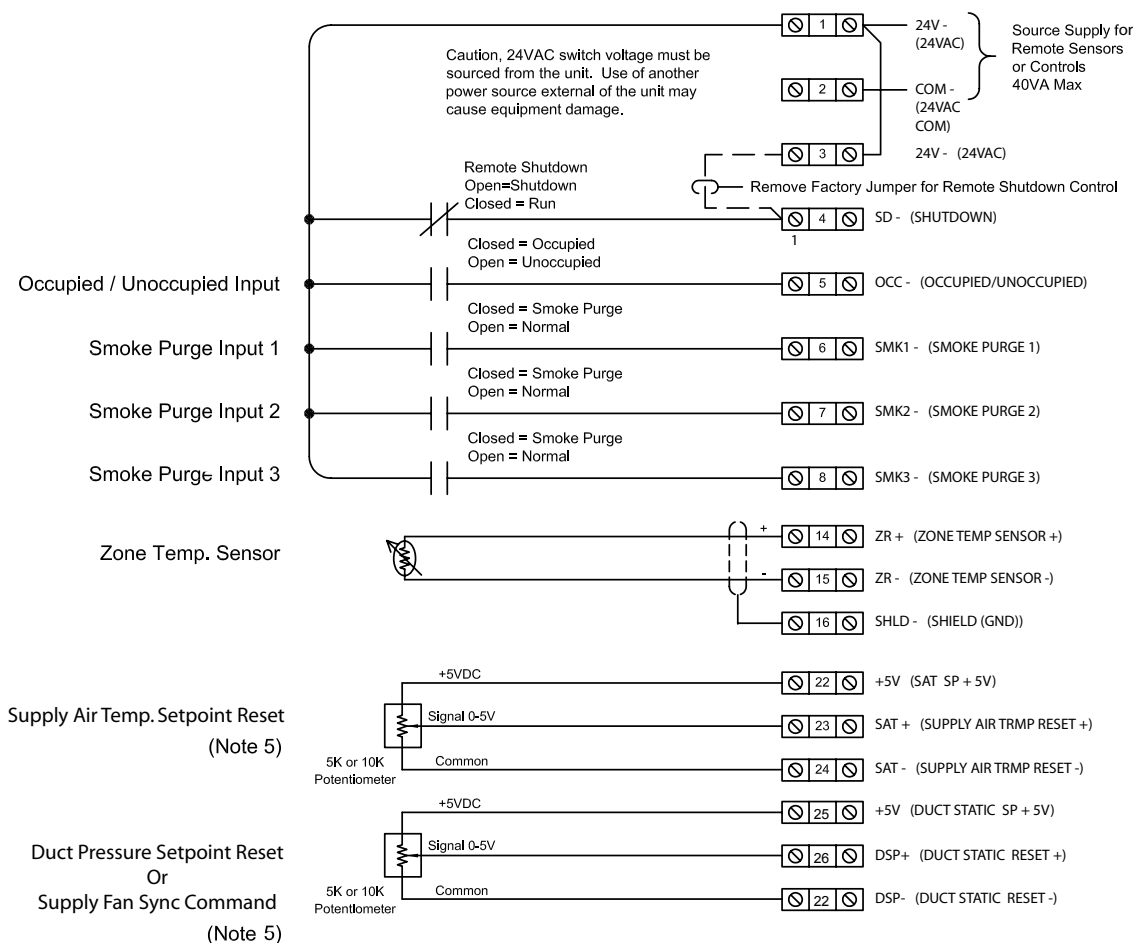 1
24V -
(24VAC)
Source Supply for
Remote Sensors
or Controls
40VA Max
Caution, 24VAC switch voltage must be
sourced from the unit. Use of another
power source external of the unit may
cause equipment damage.
2
COM -
(24VAC
COM)
3
24V - (24VAC)
Remote Shutdown
Open=Shutdown
Closed = Run
Remove Factory Jumper for Remote Shutdown Control
4
SD - (SHUTDOWN)
1
Closed = Occupied
Open = Unoccupied
Occupied / Unoccupied Input
5
OCC - (OCCUPIED/UNOCCUPIED)
Closed = Smoke Purge
Open = Normal
Smoke Purge Input 1
6
SMK1 - (SMOKE PURGE 1)
Closed = Smoke Purge
Open = Normal
Smoke Purge Input 2
7
SMK2 - (SMOKE PURGE 2)
Closed = Smoke Purge
Open = Normal
Smoke Purge Input 3
8
SMK3 - (SMOKE PURGE 3)
Zone Temp. Sensor
+
14
ZR + (ZONE TEMP SENSOR +)
-
15
ZR - (ZONE TEMP SENSOR -)
16
SHLD - (SHIELD (GND))
+5VDC
22
+5V (SAT SP + 5V)
Supply Air Temp. Setpoint Reset
(Note 5)
Signal 0-5V
23
SAT + (SUPPLY AIR TRMP RESET +)
5K or 10K
Potentiometer
Common
24
SAT - (SUPPLY AIR TRMP RESET -)
+5VDC
25
+5V (DUCT STATIC SP + 5V)
Duct Pressure Setpoint Reset
Or
Supply Fan Sync Command
(Note 5)
Signal 0-5V
26
DSP+ (DUCT STATIC RESET +)
5K or 10K
Potentiometer
Common
22
DSP- (DUCT STATIC RESET -)